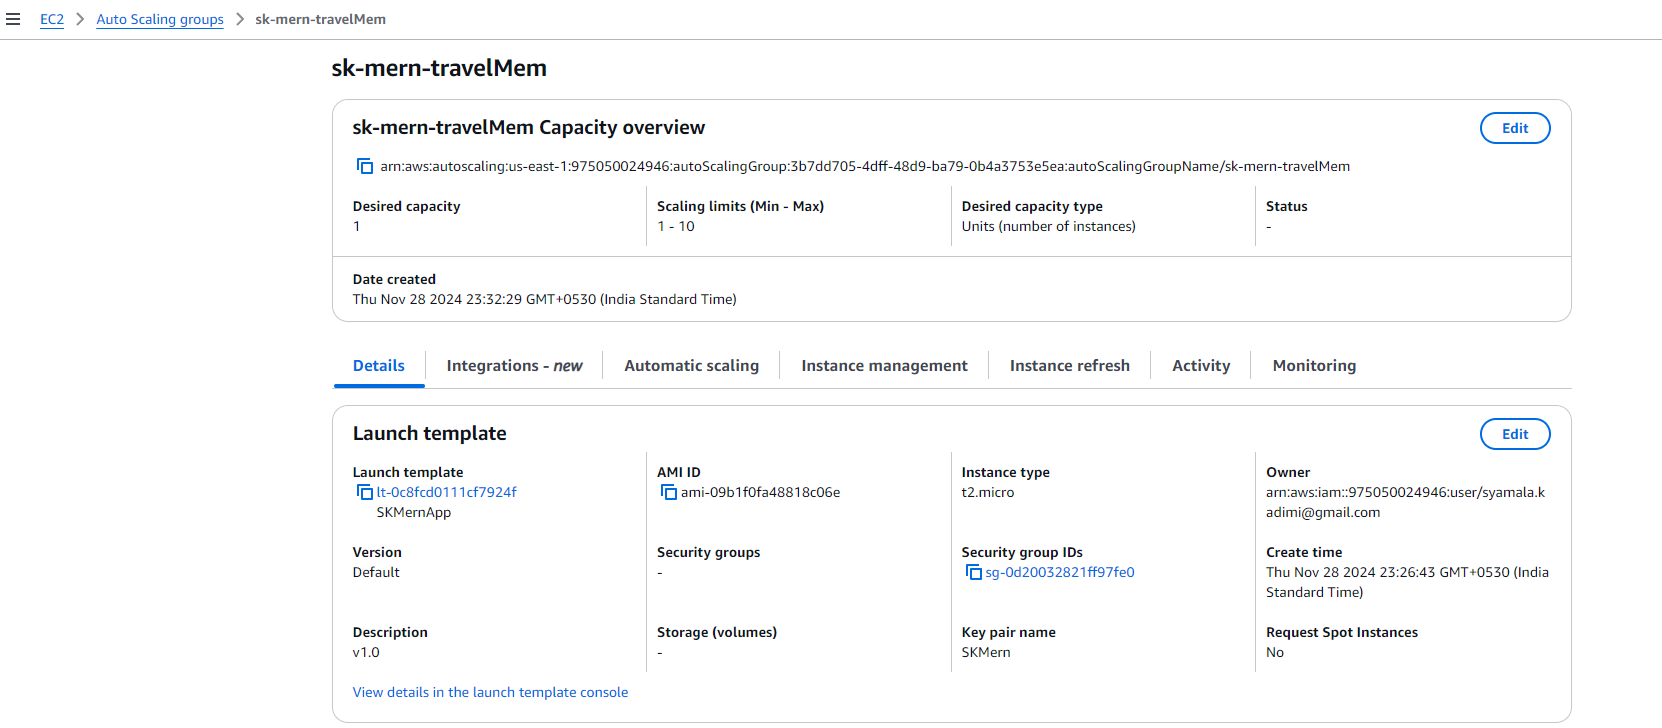 EC2 > Auto Scaling groups > sk-mern-travelMem
sk-mern-travelMem
sk-mern-travelMem Capacity overview
Edit
arn:aws:autoscaling:us-east-1:975050024946:autoScalingGroup:3b7dd705-4dff-48d9-ba79-0b4a3753e5ea:autoScalingGroupName/sk-mern-travelMem
Desired capacity
1
Scaling limits (Min - Max)
1 - 10
Desired capacity type
Units (number of instances)
Status
-
Date created
Thu Nov 28 2024 23:32:29 GMT+0530 (India Standard Time)
Details
Integrations - new
Automatic scaling
Instance management
Instance refresh
Activity
Monitoring
Launch template
Edit
Launch template
lt-0c8fcd0111cf7924f
SKMernApp
AMI ID
ami-09b1f0fa48818c06e
Instance type
t2.micro
Owner
arn:aws:iam::975050024946:user/syamala.k
adimi@gmail.com
Version
Default
Security groups
-
Security group IDs
sg-0d20032821ff97fe0
Create time
Thu Nov 28 2024 23:26:43 GMT+0530 (India
Standard Time)
Description
v1.0
Storage (volumes)
-
Key pair name
SKMern
Request Spot Instances
No
View details in the launch template console